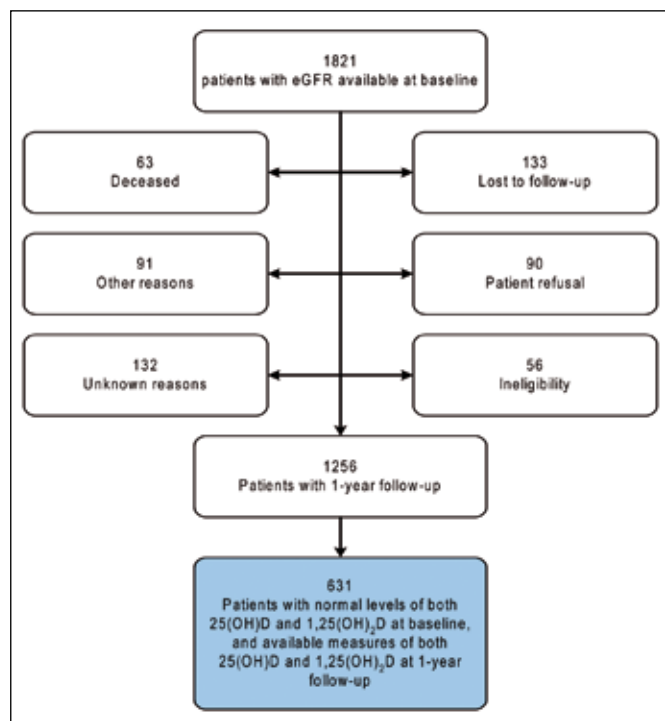 1821
patients with eGFR available at baseline
63
Deceased
133
Lost to follow-up
91
Other reasons
90
Patient refusal
132
Unknown reasons
56
Ineligibility
1256
Patients with 1-year follow-up
631
Patients with normal levels of both
25(OH)D and 1,25(OH)₂D at baseline,
and available measures of both
25(OH)D and 1,25(OH)₂D at 1-year
follow-up